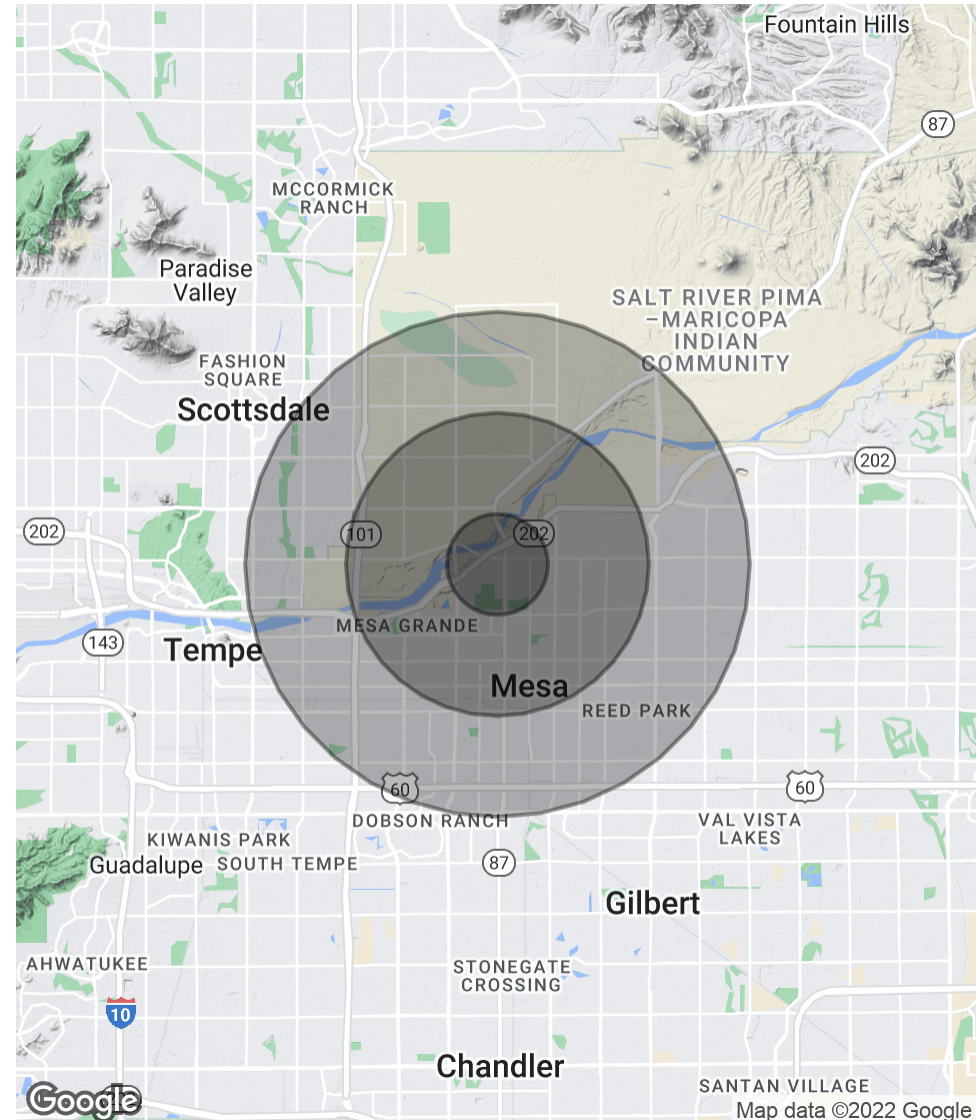 Fountain Hills
87
MCCORMICK
RANCH
Paradise
Valley
SALT RIVER PIMA
–MARICOPA
INDIAN
COMMUNITY
FASHION
SQUARE
Scottsdale
202
202
101
202
MESA GRANDE
143
Tempe
Mesa
REED PARK
60
60
DOBSON RANCH
VAL VISTA
LAKES
KIWANIS PARK
Guadalupe
SOUTH TEMPE
87
Gilbert
AHWATUKEE
STONEGATE
CROSSING
10
Chandler
SANTAN VILLAGE
Google
Map data ©2022 Google